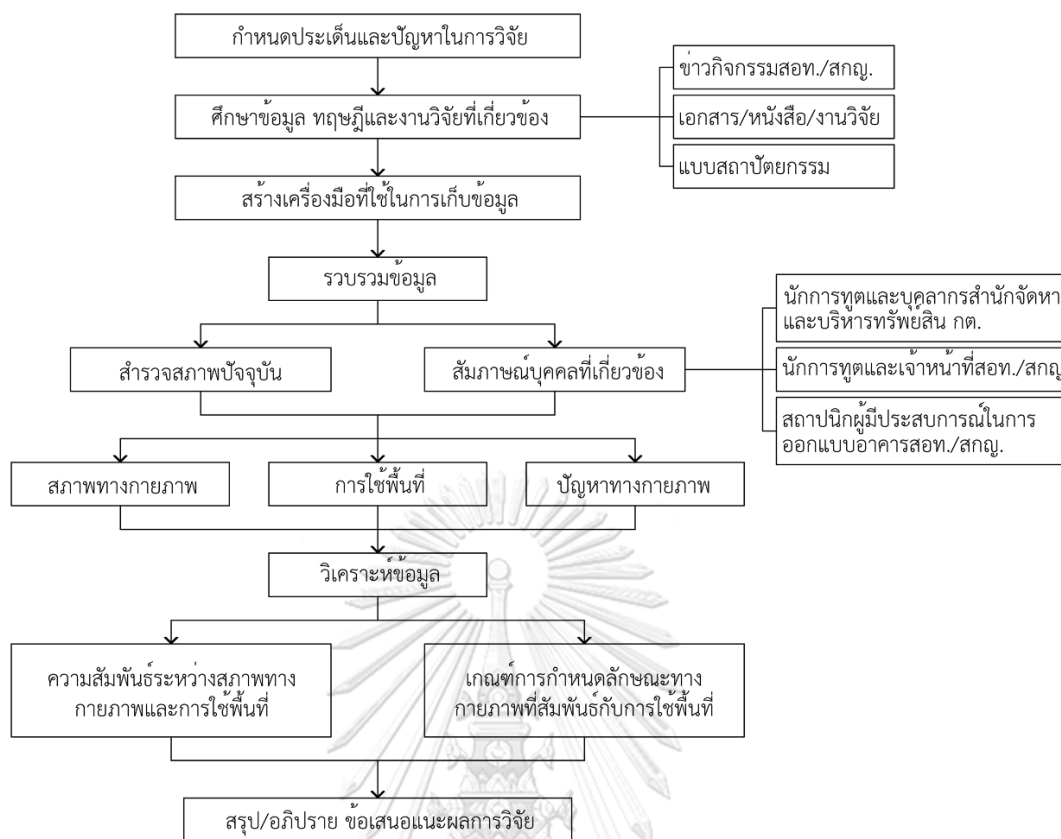 กำหนดประเด็นและปัญหาในการวิจัย
ข่าวกิจกรรมสอท./สกญ.
ศึกษาข้อมูล ทฤษฎีและงานวิจัยที่เกี่ยวข้อง
เอกสาร/หนังสือ/งานวิจัย
แบบสถาปัตยกรรม
สร้างเครื่องมือที่ใช้ในการเก็บข้อมูล
รวบรวมข้อมูล
นักการทูตและบุคลากรสำนักจัดหา
และบริหารทรัพย์สิน กต.
สำรวจสภาพปัจจุบัน
สัมภาษณ์บุคคลที่เกี่ยวข้อง
นักการทูตและเจ้าหน้าที่สอท./สกญ
สถาปนิกผู้มีประสบการณ์ในการ
ออกแบบอาคารสอท./สกญ.
สภาพทางกายภาพ
การใช้พื้นที่
ปัญหาทางกายภาพ
วิเคราะห์ข้อมูล
ความสัมพันธ์ระหว่างสภาพทาง
กายภาพและการใช้พื้นที่
เกณฑ์การกำหนดลักษณะทาง
กายภาพที่สัมพันธ์กับการใช้พื้นที่
สรุป/อภิปราย ข้อเสนอแนะผลการวิจัย